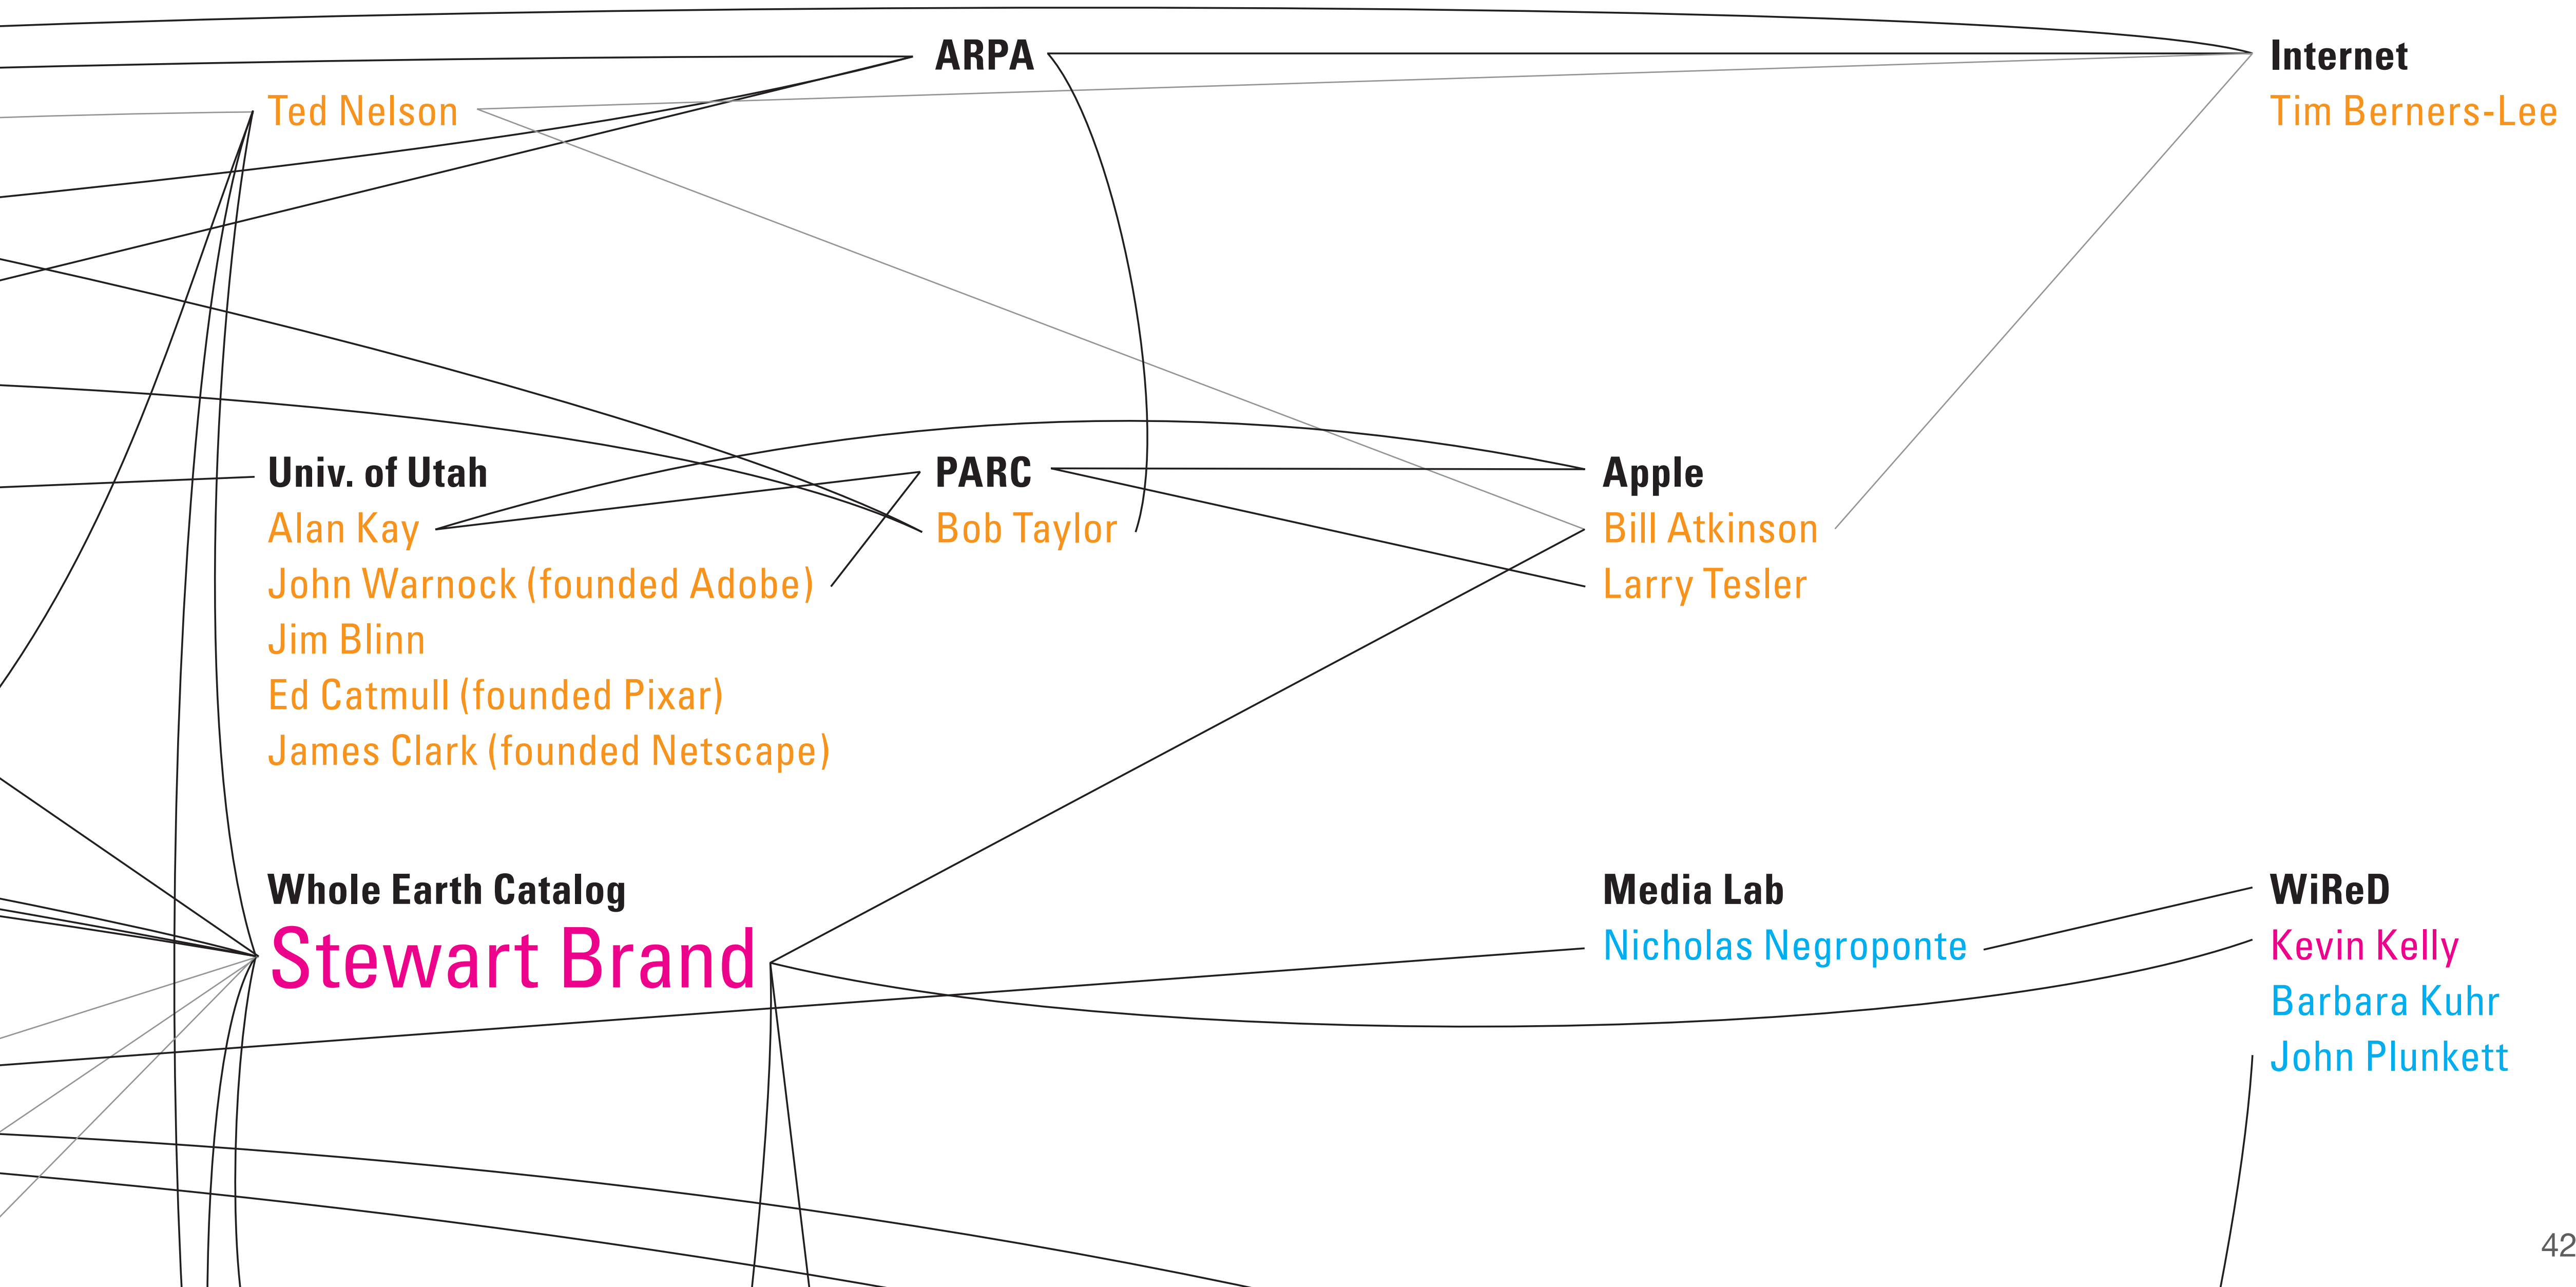 ARPA
Internet
Ted Nelson
Tim Berners-Lee
Univ. of Utah
Alan Kay
John Warnock (founded Adobe)
Jim Blinn
Ed Catmull (founded Pixar)
James Clark (founded Netscape)
PARC
Bob Taylor
Apple
Bill Atkinson
Larry Tesler
Whole Earth Catalog
Stewart Brand
Media Lab
Nicholas Negroponte
WiReD
Kevin Kelly
Barbara Kuhr
John Plunkett
42